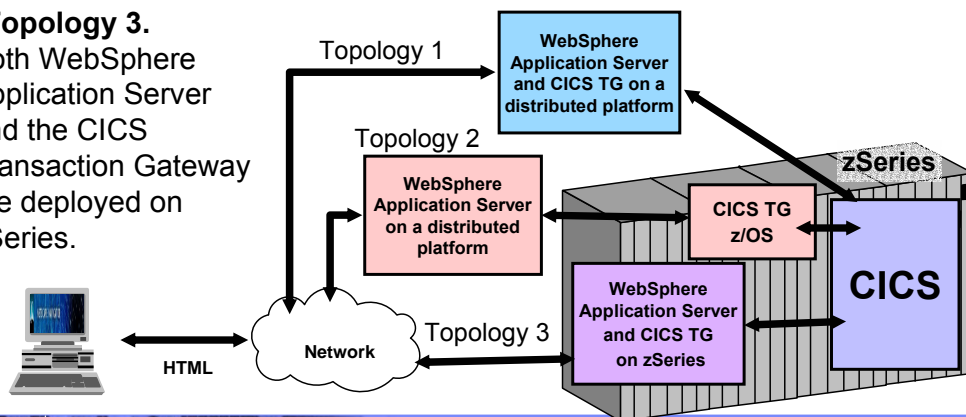 Topology 3.
oth WebSphere
pplication Server
nd the CICS
ransaction Gateway
e deployed on
Series.
Topology 1
WebSphere
Application Server
and CICS TG on a
distributed platform
Topology 2
WebSphere
Application Server
on a distributed
platform
zSeries
CICS TG
z/OS
CICS
WebSphere
Application Server
and CICS TG
on zSeries
Topology 3
Network
HTML